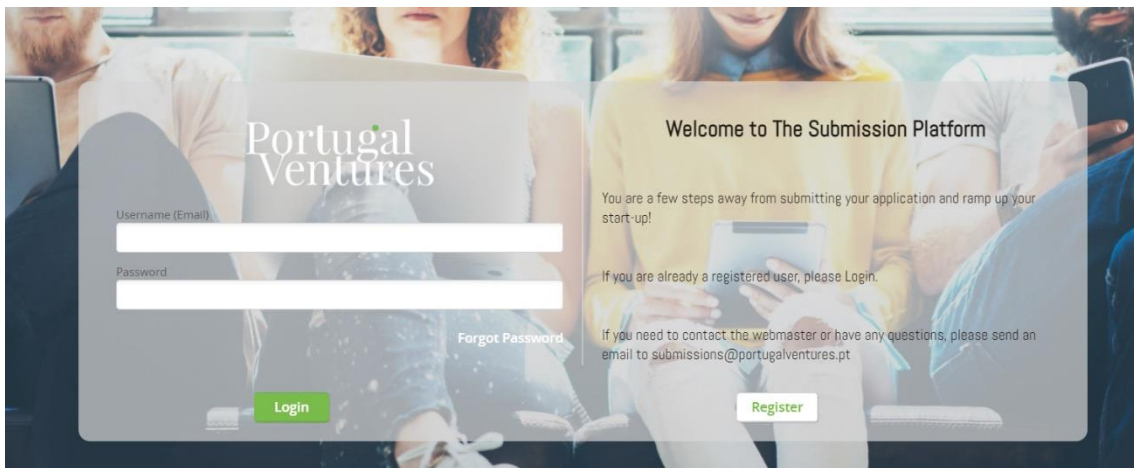 Portugal
Ventures
Username (Email)
Password
Forgot Password
Login
Welcome to The Submission Platform
You are a few steps away from submitting your application and ramp up your
start-up!
If you are already a registered user, please Login.
If you need to contact the webmaster or have any questions, please send an
email to submissions@portugalventures.pt
Register